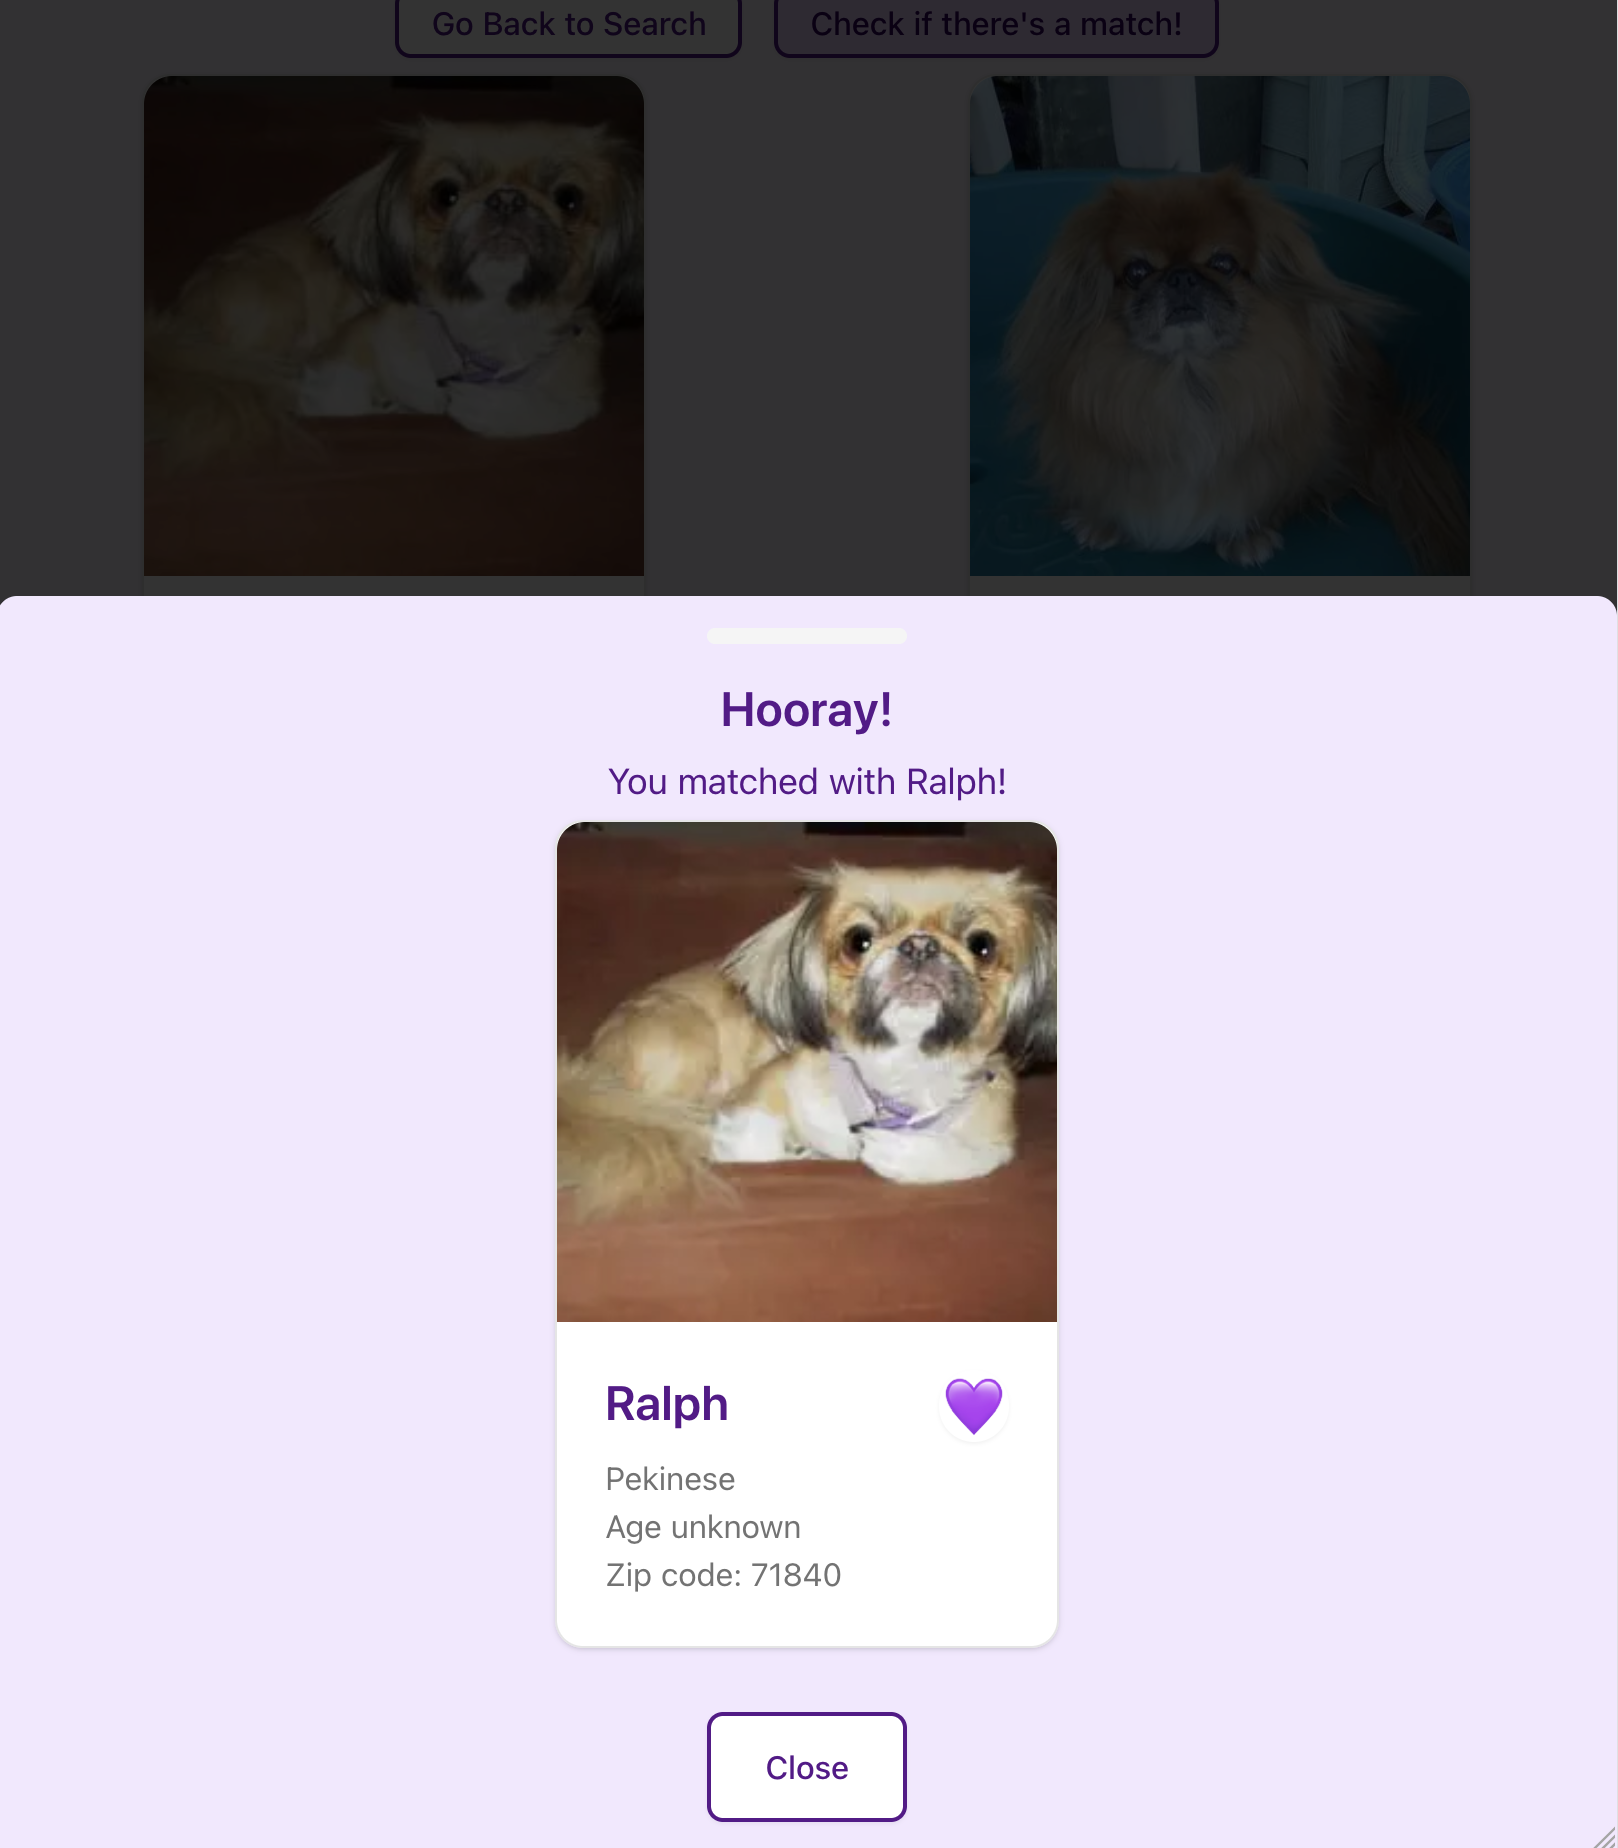 Go Back to Search
Check if there's a match!
Hooray!
You matched with Ralph!
Ralph
Pekinese
Age unknown
Zip code: 71840
Close